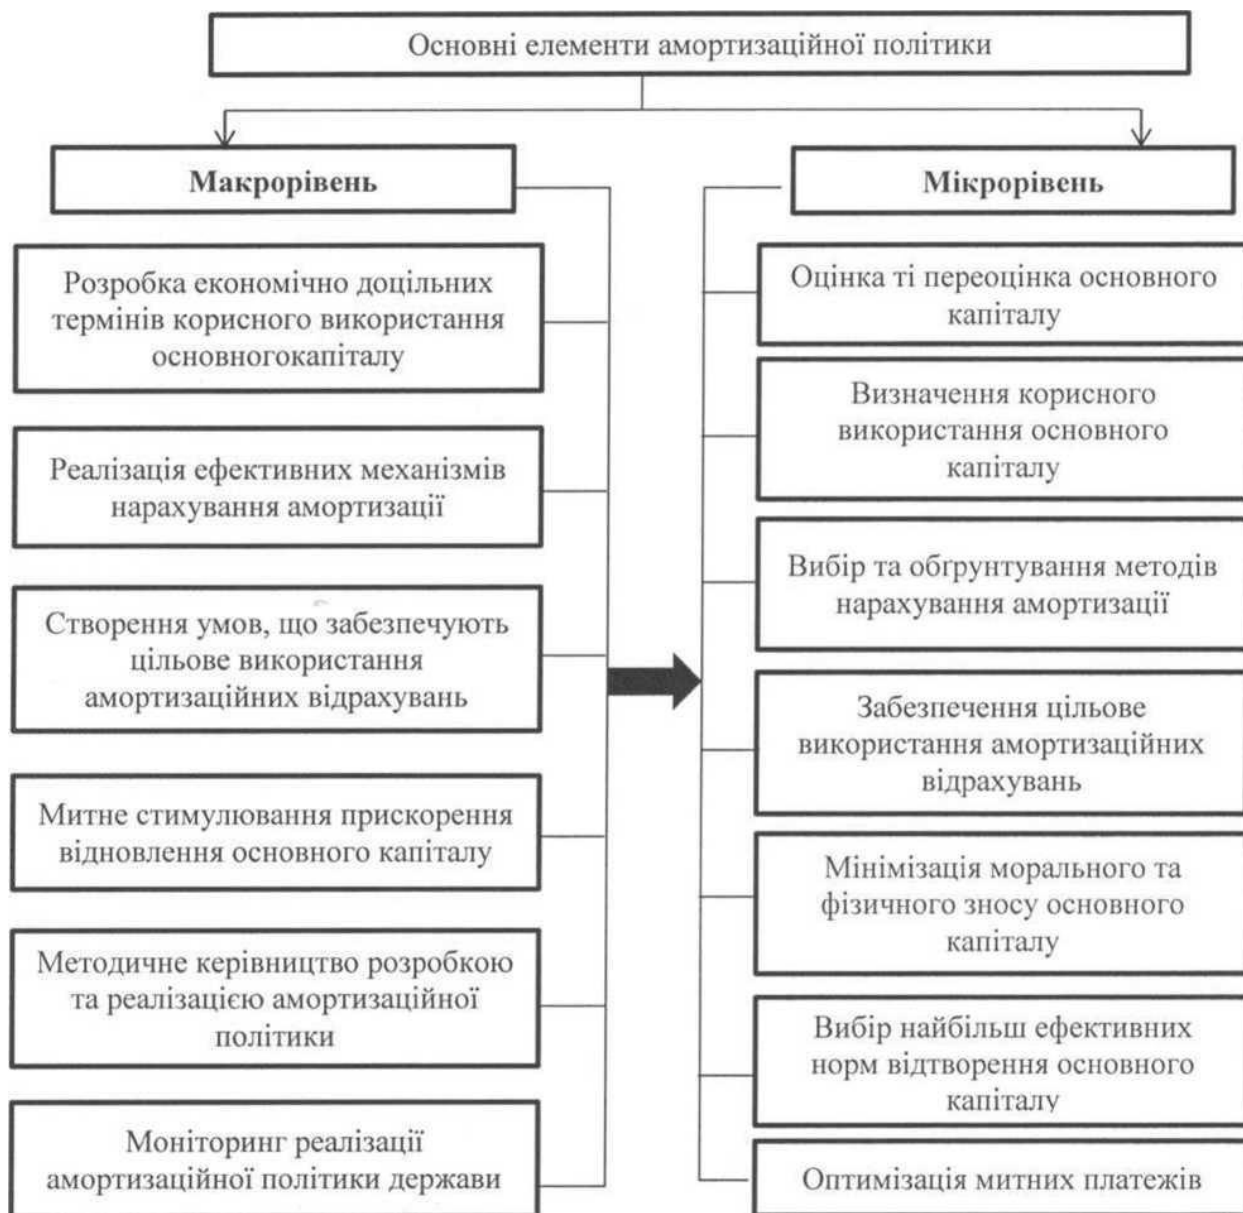 Основні елементи амортизаційної політики
Макрорівень
Розробка економічно доцільних
термінів корисного використання
основногокапіталу
Реалізація ефективних механізмів
нарахування амортизації
Створення умов, що забезпечують
цільове використання
амортизаційних відрахувань
Митне стимулювання прискорення
відновлення основного капіталу
Методичне керівництво розробкою
та реалізацією амортизаційної
політики
Моніторинг реалізації
амортизаційної політики держави
Мікрорівень
Оцінка ті переоцінка основного
капіталу
Визначення корисного
використання основного
капіталу
Вибір та обґрунтування методів
нарахування амортизації
Забезпечення цільове
використання амортизаційних
відрахувань
Мінімізація морального та
фізичного зносу основного
капіталу
Вибір найбільш ефективних
норм відтворення основного
капіталу
Оптимізація митних платежів